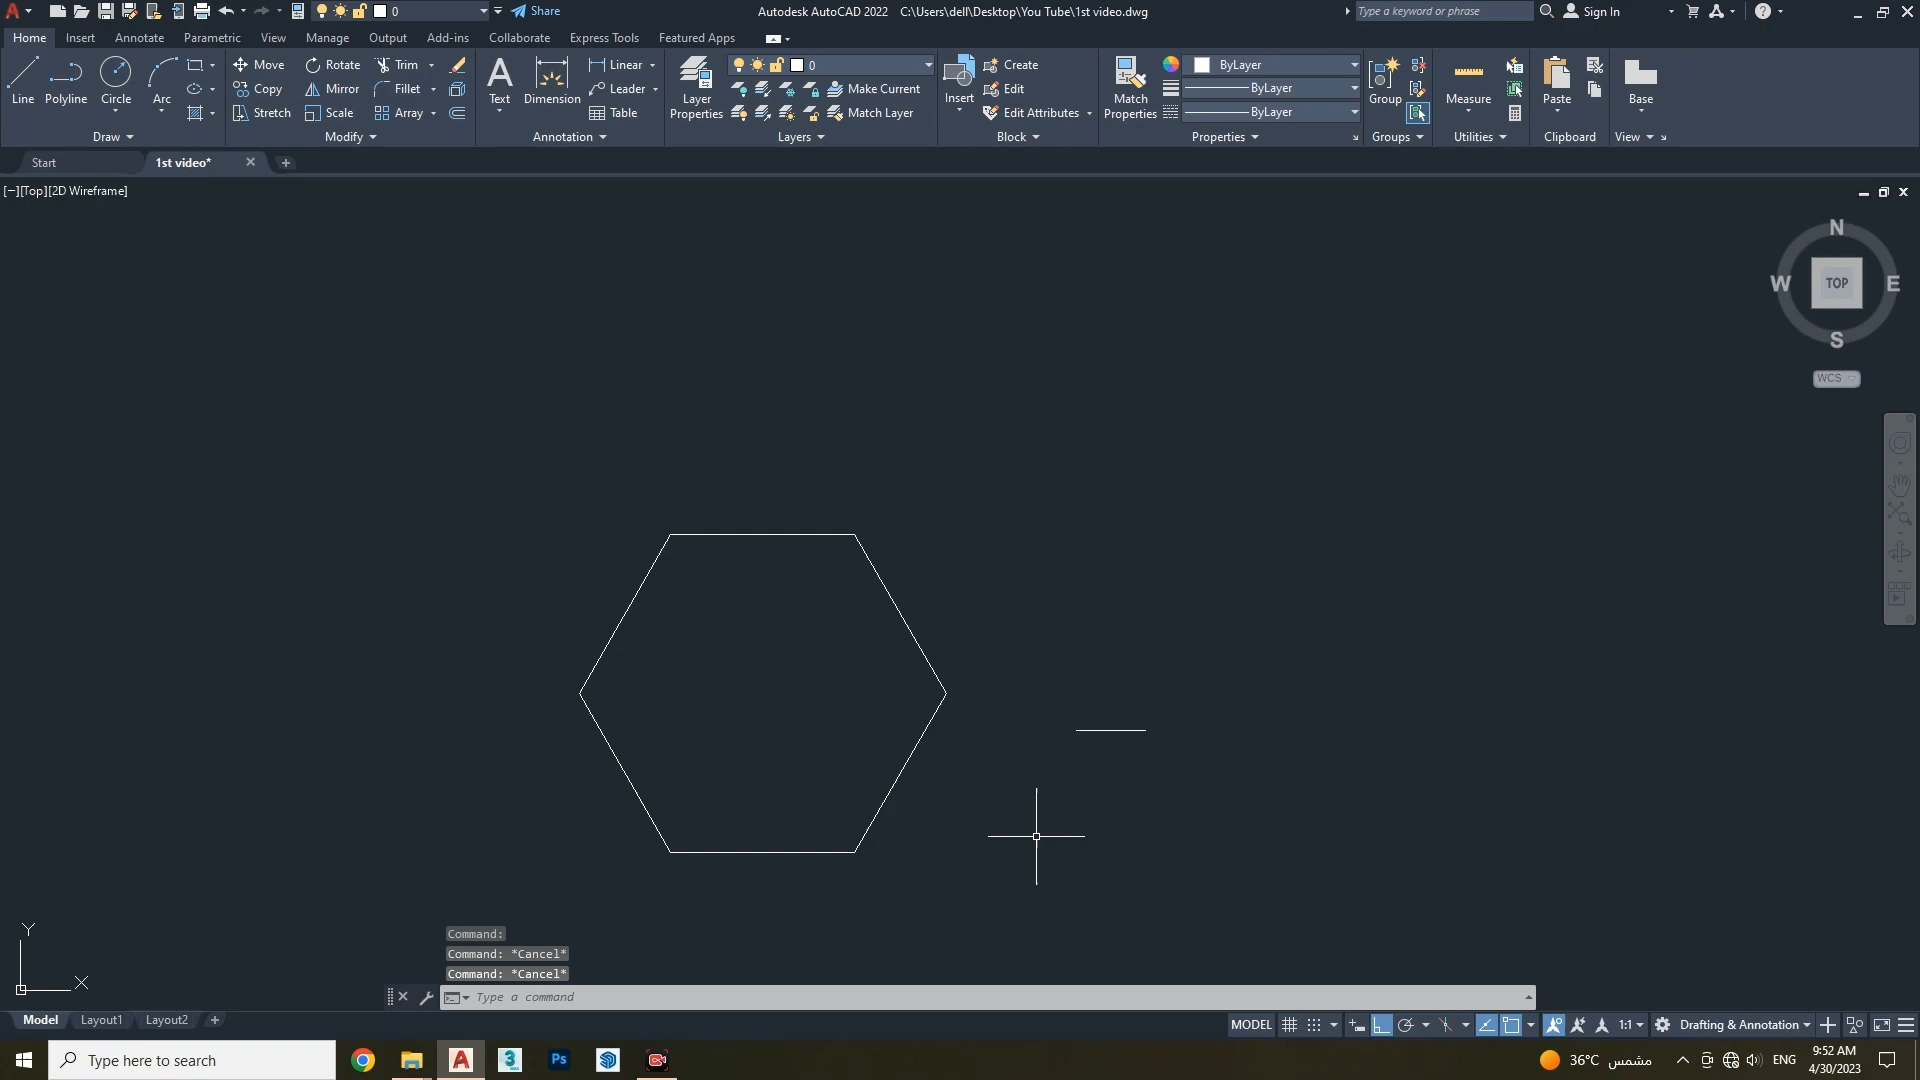 0
Share
Autodesk AutoCAD 2022 C:\Users\dell\Desktop\You Tube\1st video.dwg
Type a keyword or phrase
Sign In
Home Insert Annotate Parametric View Manage Output Add-ins Collaborate Express Tools Featured Apps
Line Polyline Circle Arc
Move Rotate Trim
Copy Mirror Fillet
Stretch Scale Array
Text Dimension
Linear
Leader
Table
Layer Properties
0
Make Current
Match Layer
Insert
Create
Edit
Edit Attributes
Match Properties
ByLayer
ByLayer
ByLayer
Group
Measure
Paste
Base
Draw Modify Annotation Layers Block Properties Groups Utilities Clipboard View
Start 1st video*
[−][Top][2D Wireframe]
N
W TOP E
S
WCS
Y
X
Command:
Command: *Cancel*
Command: *Cancel*
Type a command
Model Layout1 Layout2
MODEL 1:1 Drafting & Annotation
Type here to search
Ps
36°C مشمس
ENG
9:52 AM
4/30/2023